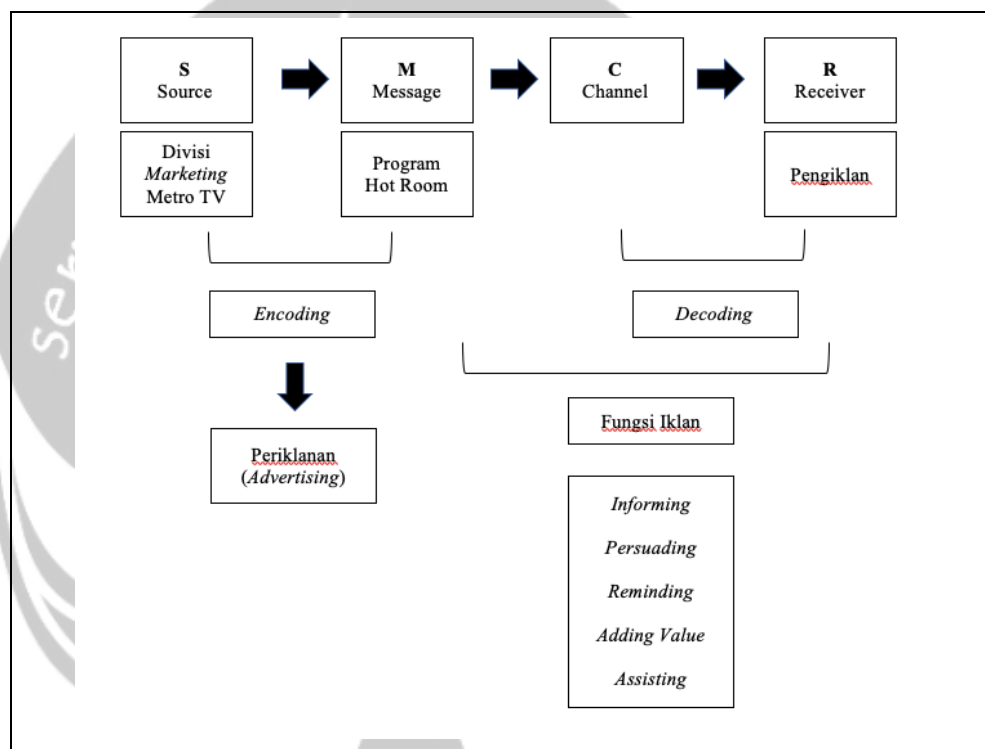 S
Source
M
Message
C
Channel
R
Receiver
Divisi
Marketing
Metro TV
Program
Hot Room
Pengiklan
Encoding
Decoding
Periklanan
(Advertising)
Fungsi Iklan
Informing
Persuading
Reminding
Adding Value
Assisting